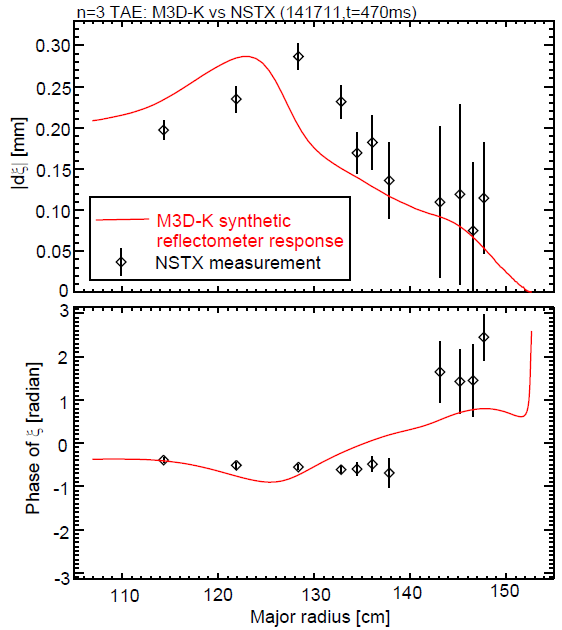 n=3 TAE: M3D-K vs NSTX (141711,t=470ms)
0.30
0.25
0.20
0.15
0.10
0.05
0
|dξ| [mm]
M3D-K synthetic
reflectometer response
NSTX measurement
3
2
1
0
-1
-2
-3
Phase of ξ [radian]
110 120 130 140 150
Major radius [cm]